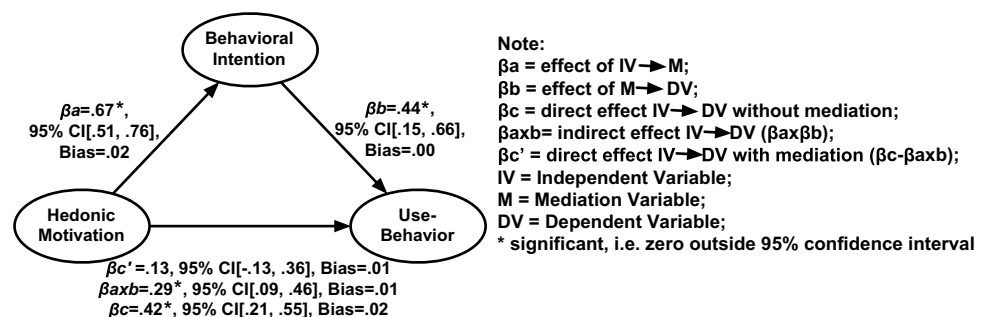 Behavioral
Intention
βa=.67*,
95% CI[.51, .76],
Bias=.02
βb=.44*,
95% CI[.15, .66],
Bias=.00
Hedonic
Motivation
Use-
Behavior
βc'=.13, 95% CI[-.13, .36], Bias=.01
βaxb=.29*, 95% CI[.09, .46], Bias=.01
βc=.42*, 95% CI[.21, .55], Bias=.02
Note:
βa = effect of IV→M;
βb = effect of M→DV;
βc = direct effect IV→DV without mediation;
βaxb= indirect effect IV→DV (βaxβb);
βc’ = direct effect IV→DV with mediation (βc-βaxb);
IV = Independent Variable;
M = Mediation Variable;
DV = Dependent Variable;
* significant, i.e. zero outside 95% confidence interval